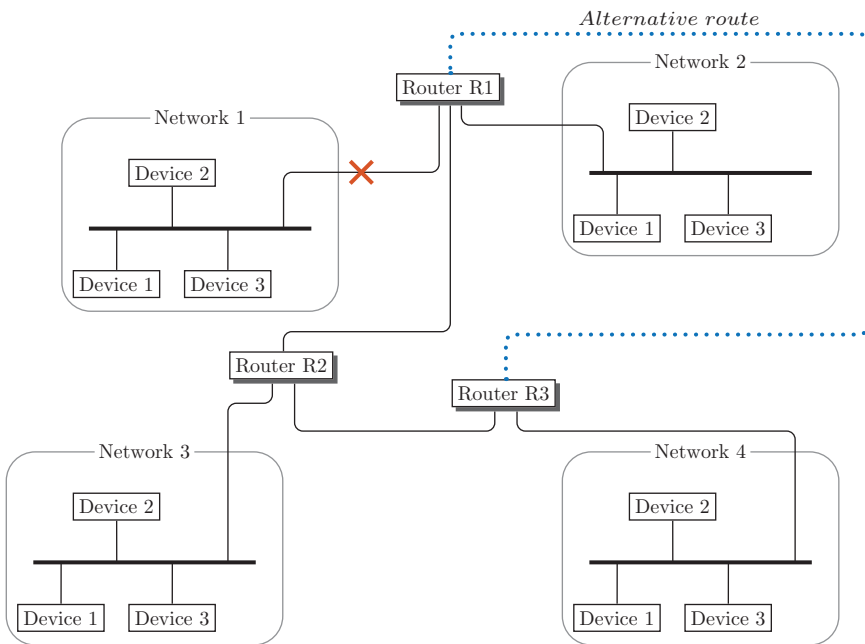 Alternative route
Router R1
Network 2
Device 2
Device 1
Device 3
Network 1
Device 2
Device 1
Device 3
Router R2
Router R3
Network 3
Device 2
Device 1
Device 3
Network 4
Device 2
Device 1
Device 3